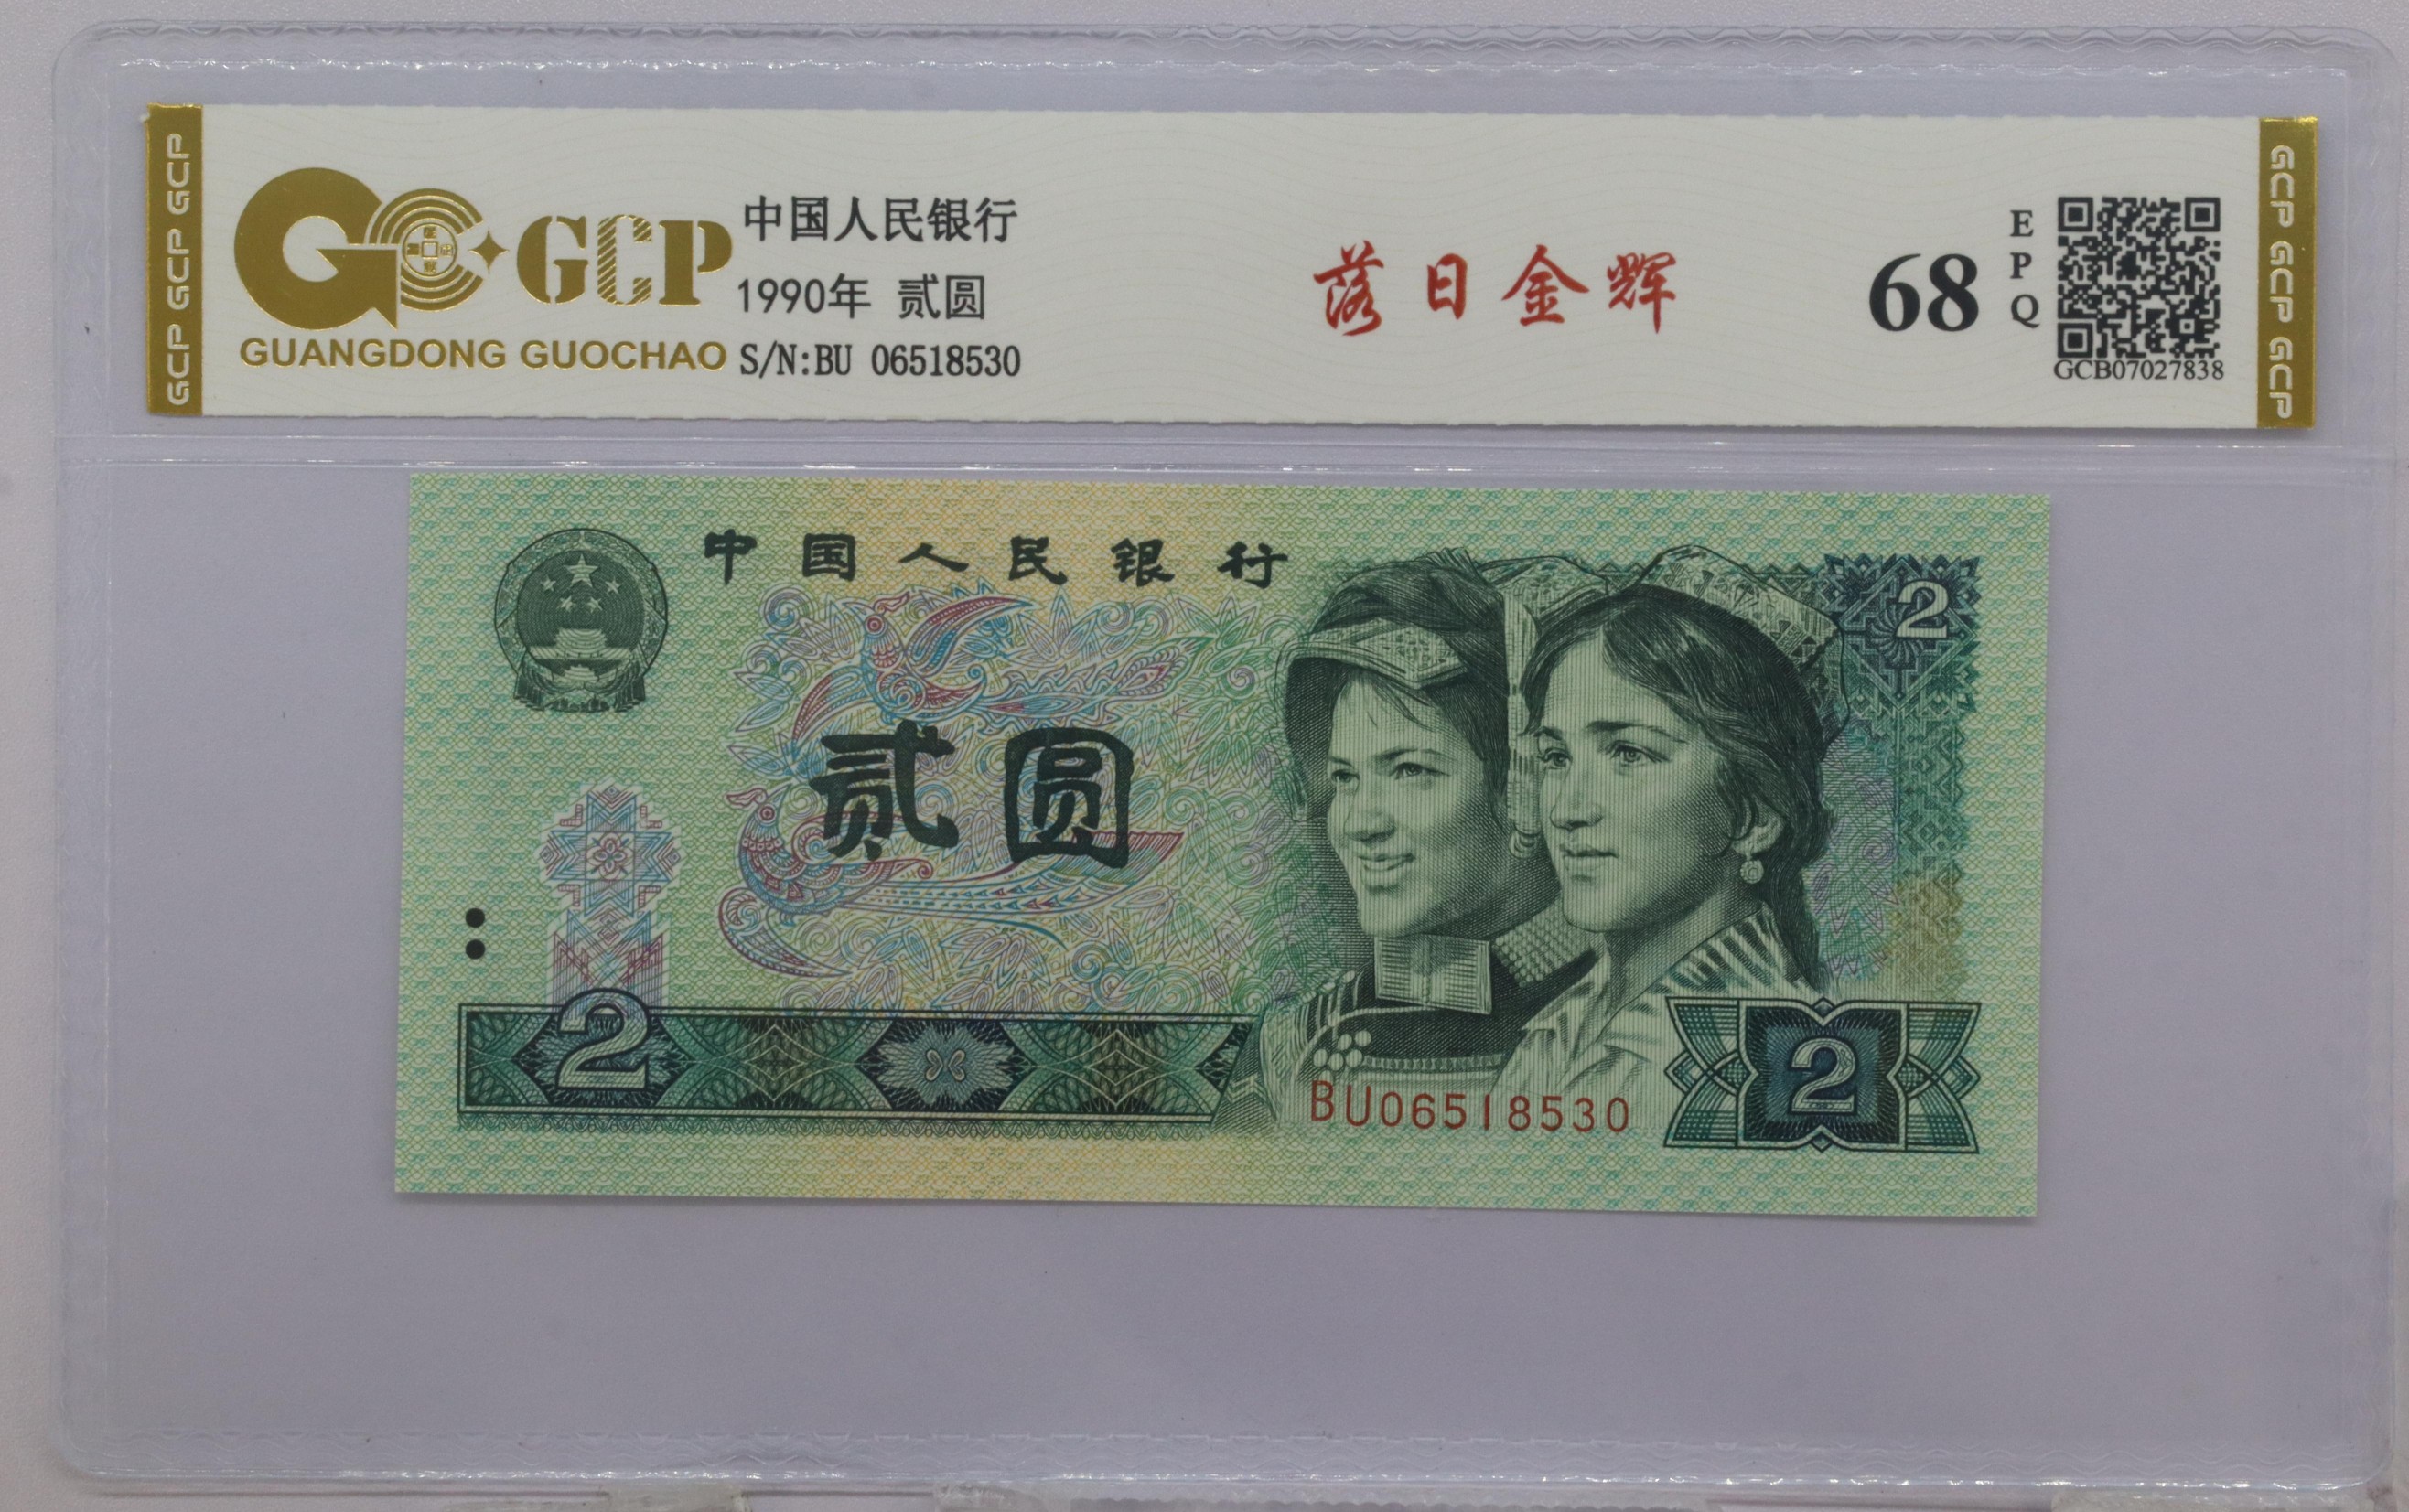 GCP GCP GCP
GCP
GUANGDONG GUOCHAO
中国人民银行
1990年 贰圆
S/N:BU 06518530
落日金辉
68
EPQ
GCB07027838
GCP GCP GCP
中国人民银行
2
贰圆
2
BU06518530
2